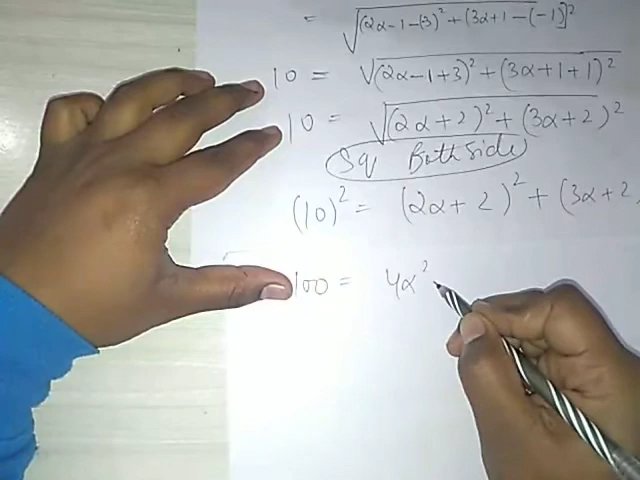 = √(2α-1-(3)² + (3α+1-(-1)]²
10 = √(2α-1+3)² + (3α+1+1)²
10 = √(2α+2)² + (3α+2)²
Sq Both side
(10)² = (2α+2)² + (3α+2
100 = 4α²